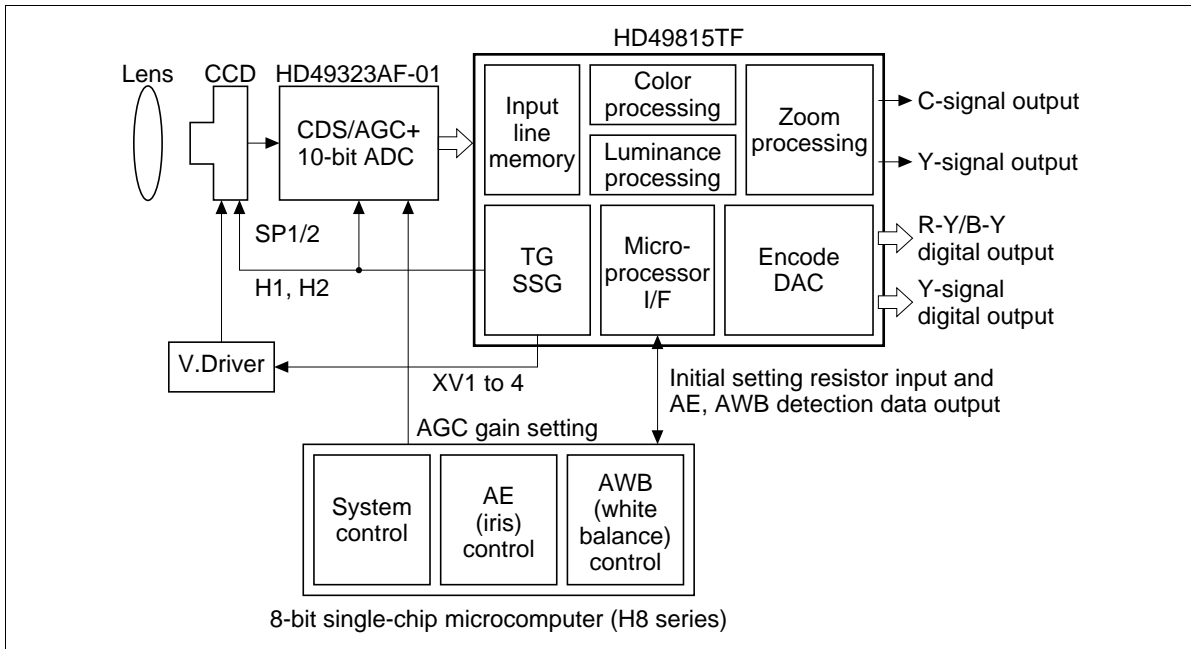 HD49815TF
Lens
CCD
HD49323AF-01
CDS/AGC+
10-bit ADC
Input
line
memory
Color
processing
Luminance
processing
Zoom
processing
C-signal output
Y-signal output
SP1/2
H1, H2
TG
SSG
Micro-
processor
I/F
Encode
DAC
R-Y/B-Y
digital output
Y-signal
digital output
V.Driver
XV1 to 4
Initial setting resistor input and
AE, AWB detection data output
AGC gain setting
System
control
AE
(iris)
control
AWB
(white
balance)
control
8-bit single-chip microcomputer (H8 series)